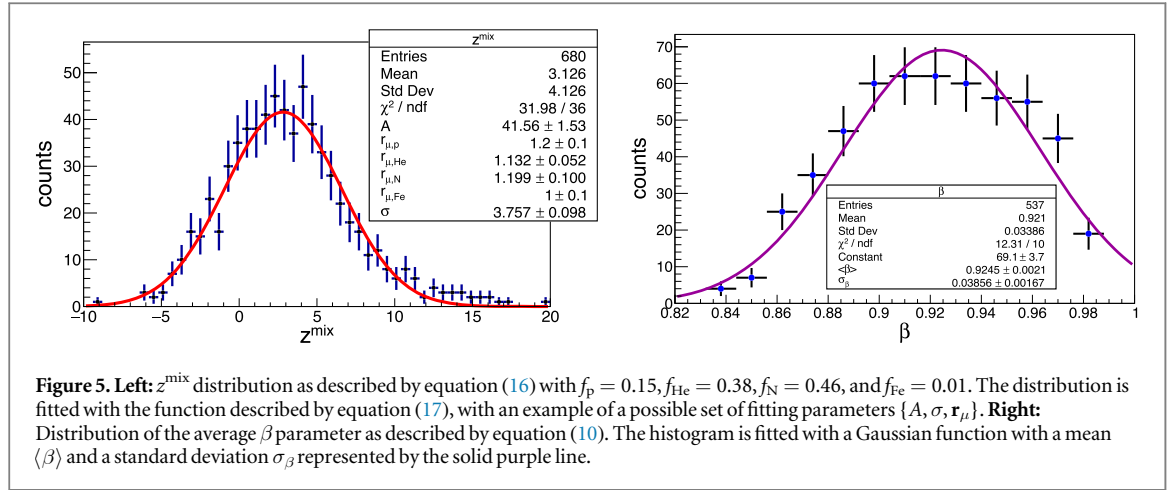 z^mix
Entries 680
Mean 3.126
Std Dev 4.126
χ² / ndf 31.98 / 36
A 41.56 ± 1.53
r_μ,p 1.2 ± 0.1
r_μ,He 1.132 ± 0.052
r_μ,N 1.199 ± 0.100
r_μ,Fe 1 ± 0.1
σ 3.757 ± 0.098
counts
50
40
30
20
10
0
−10 −5 0 5 10 15 20
z^mix
β
Entries 537
Mean 0.921
Std Dev 0.03386
χ² / ndf 12.31 / 10
Constant 69.1 ± 3.7
<β> 0.9245 ± 0.0021
σ_β 0.03856 ± 0.00167
counts
70
60
50
40
30
20
10
0
0.82 0.84 0.86 0.88 0.9 0.92 0.94 0.96 0.98 1
β
Figure 5. Left: z^mix distribution as described by equation (16) with f_p = 0.15, f_He = 0.38, f_N = 0.46, and f_Fe = 0.01. The distribution is
fitted with the function described by equation (17), with an example of a possible set of fitting parameters {A, σ, r_μ}. Right:
Distribution of the average β parameter as described by equation (10). The histogram is fitted with a Gaussian function with a mean
⟨β⟩ and a standard deviation σ_β represented by the solid purple line.